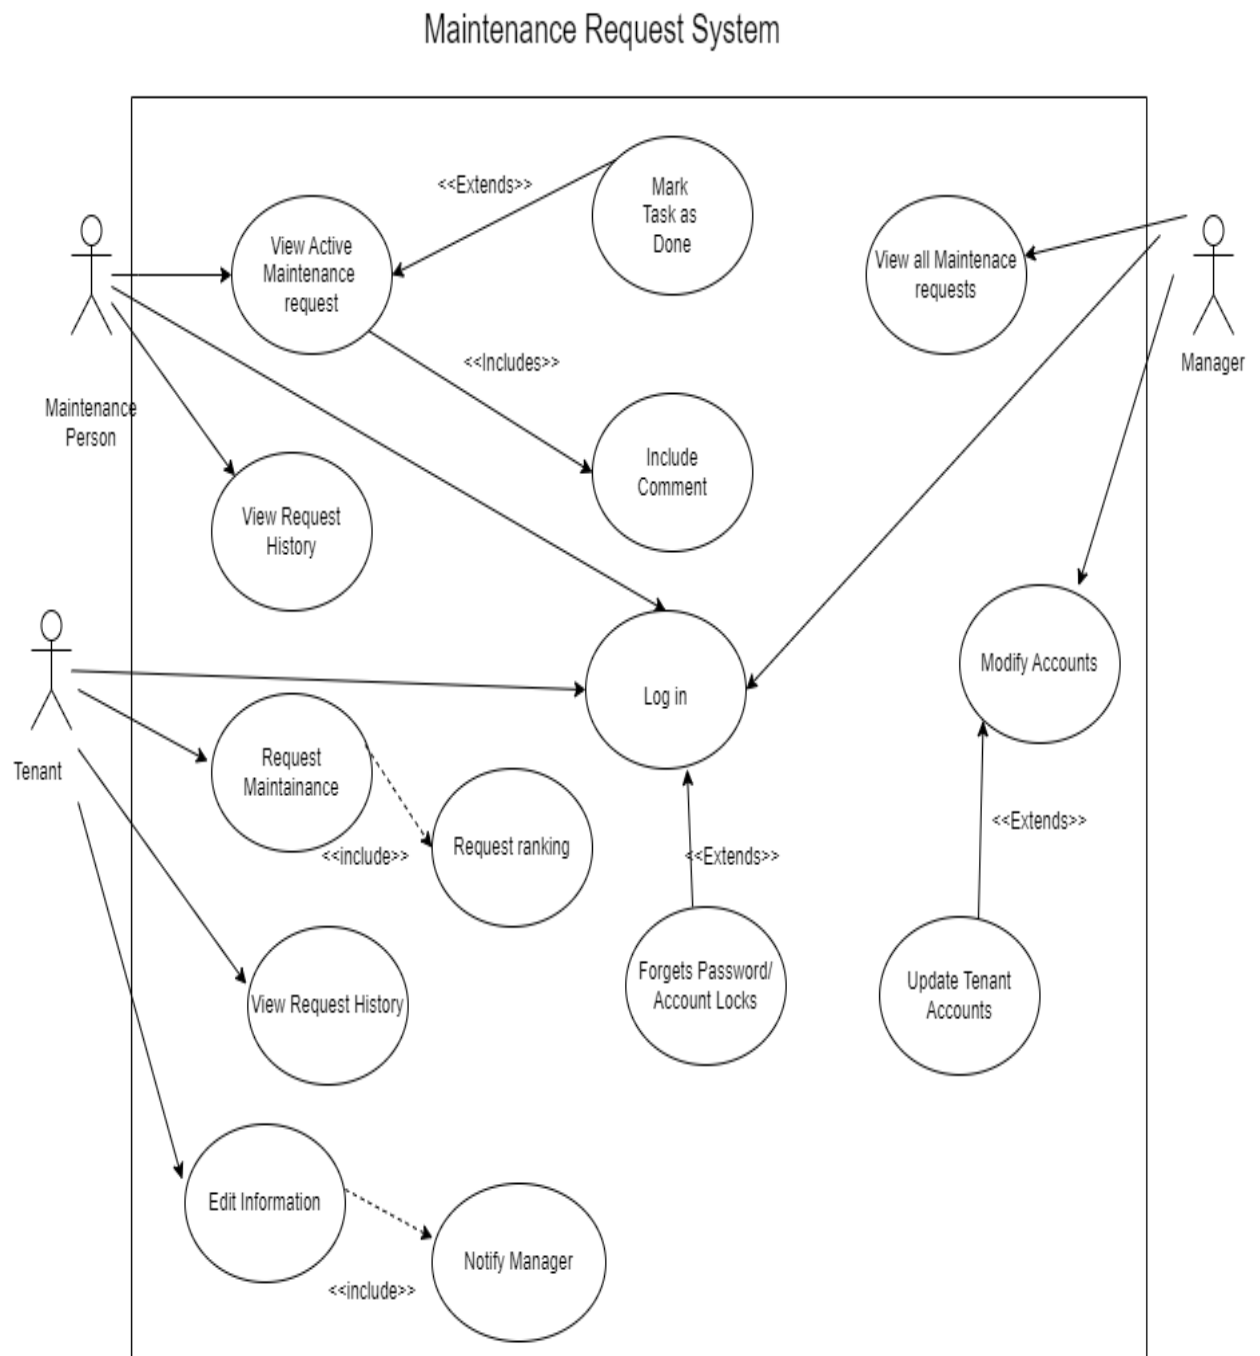 Maintenance Request System
<<Extends>>
Mark
Task as
Done
View Active
Maintenance
request
View all Maintenace
requests
<<Includes>>
Manager
Maintenance
Person
Include
Comment
View Request
History
Log in
Modify Accounts
Tenant
Request
Maintainance
<<include>>
Request ranking
<<Extends>>
<<Extends>>
View Request History
Forgets Password/
Account Locks
Update Tenant
Accounts
Edit Information
<<include>>
Notify Manager